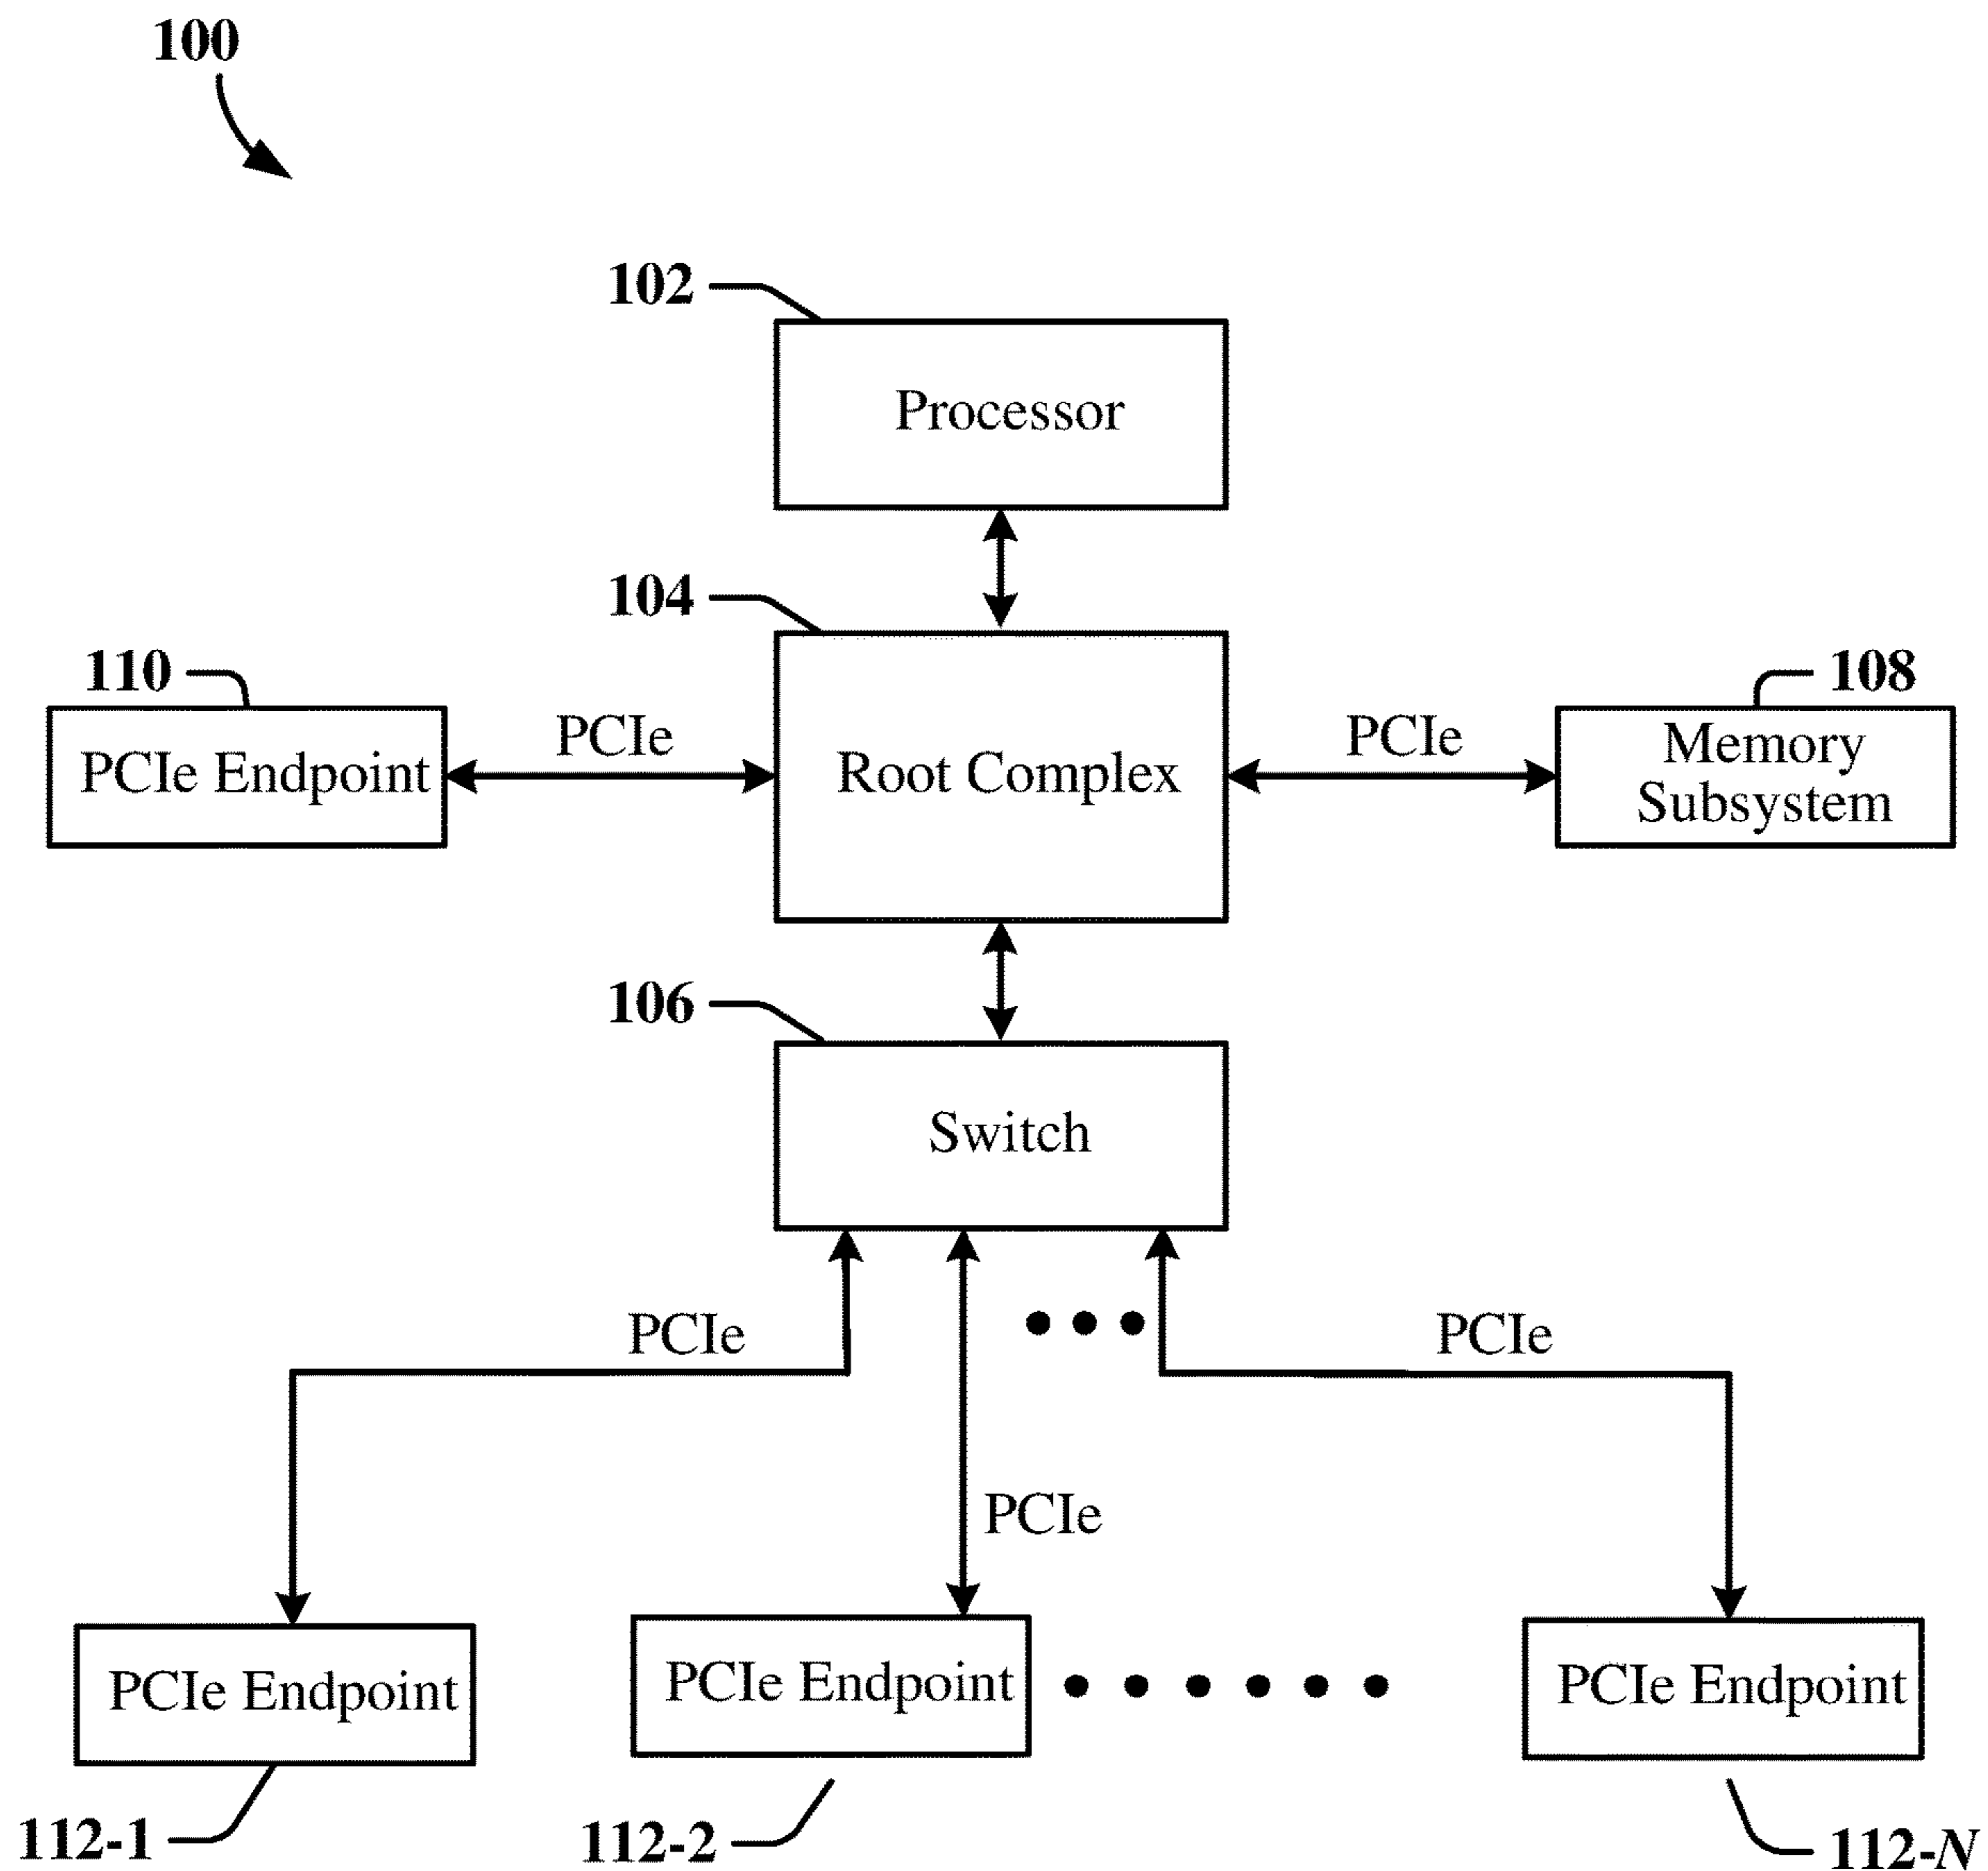 100
102
Processor
104
110
108
PCIe Endpoint
PCIe
Root Complex
PCIe
Memory
Subsystem
106
Switch
PCIe
PCIe
PCIe
PCIe Endpoint
PCIe Endpoint
PCIe Endpoint
112-1
112-2
112-N